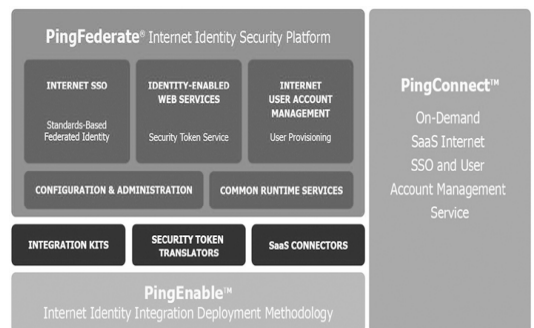 PingFederate® Internet Identity Security Platform
INTERNET SSO
Standards-Based
Federated Identity
IDENTITY-ENABLED
WEB SERVICES
Security Token Service
INTERNET
USER ACCOUNT
MANAGEMENT
User Provisioning
CONFIGURATION & ADMINISTRATION
COMMON RUNTIME SERVICES
INTEGRATION KITS
SECURITY TOKEN
TRANSLATORS
SaaS CONNECTORS
PingEnable™
Internet Identity Integration Deployment Methodology
PingConnect™
On-Demand
SaaS Internet
SSO and User
Account Management
Service